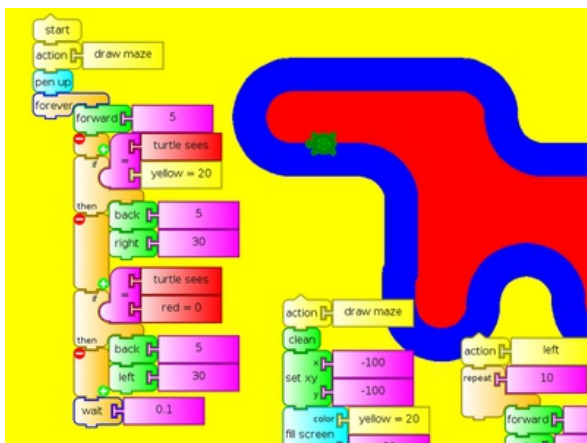 start
action draw maze
pen up
forever
forward 5
if = turtle sees
yellow = 20
then
back 5
right 30
if = turtle sees
red = 0
then
back 5
left 30
wait 0.1
action draw maze
clean
set xy x -100
y -100
fill screen color yellow = 20
action left
repeat 10
forward